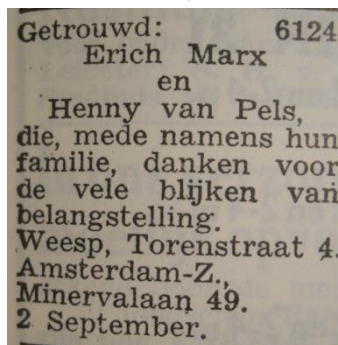 Getrouwd: 6124
Erich Marx
en
Henny van Pels,
die, mede namens hun
familie, danken voor
de vele blijken van
belangstelling.
Weesp, Torenstraat 4.
Amsterdam-Z.,
Minervalaan 49.
2 September.